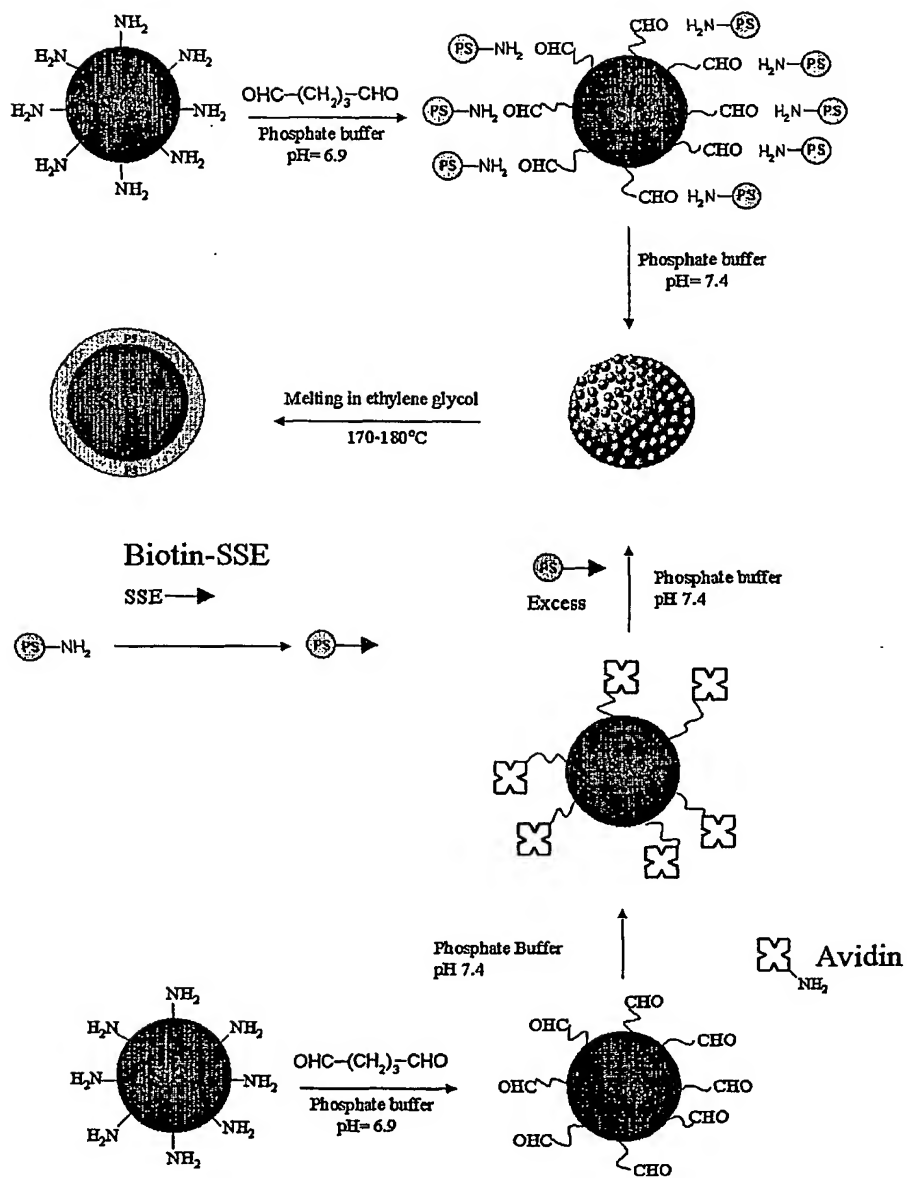 NH₂
H₂N
NH₂
H₂N
NH₂
H₂N
NH₂
NH₂
OHC-(CH₂)₃-CHO
Phosphate buffer
pH= 6.9
PS-NH₂ OHC
CHO H₂N-PS
CHO H₂N-PS
PS-NH₂ OHC
CHO H₂N-PS
PS-NH₂ OHC
CHO H₂N-PS
CHO H₂N-PS
Phosphate buffer
pH= 7.4
PS
PS
Melting in ethylene glycol
170-180°C
Biotin-SSE
SSE
PS-NH₂
PS
PS
Excess
Phosphate buffer
pH 7.4
Phosphate Buffer
pH 7.4
Avidin
NH₂
NH₂
H₂N
NH₂
H₂N
NH₂
H₂N
NH₂
NH₂
OHC-(CH₂)₃-CHO
Phosphate buffer
pH= 6.9
CHO
OHC
CHO
OHC
CHO
OHC
CHO
CHO